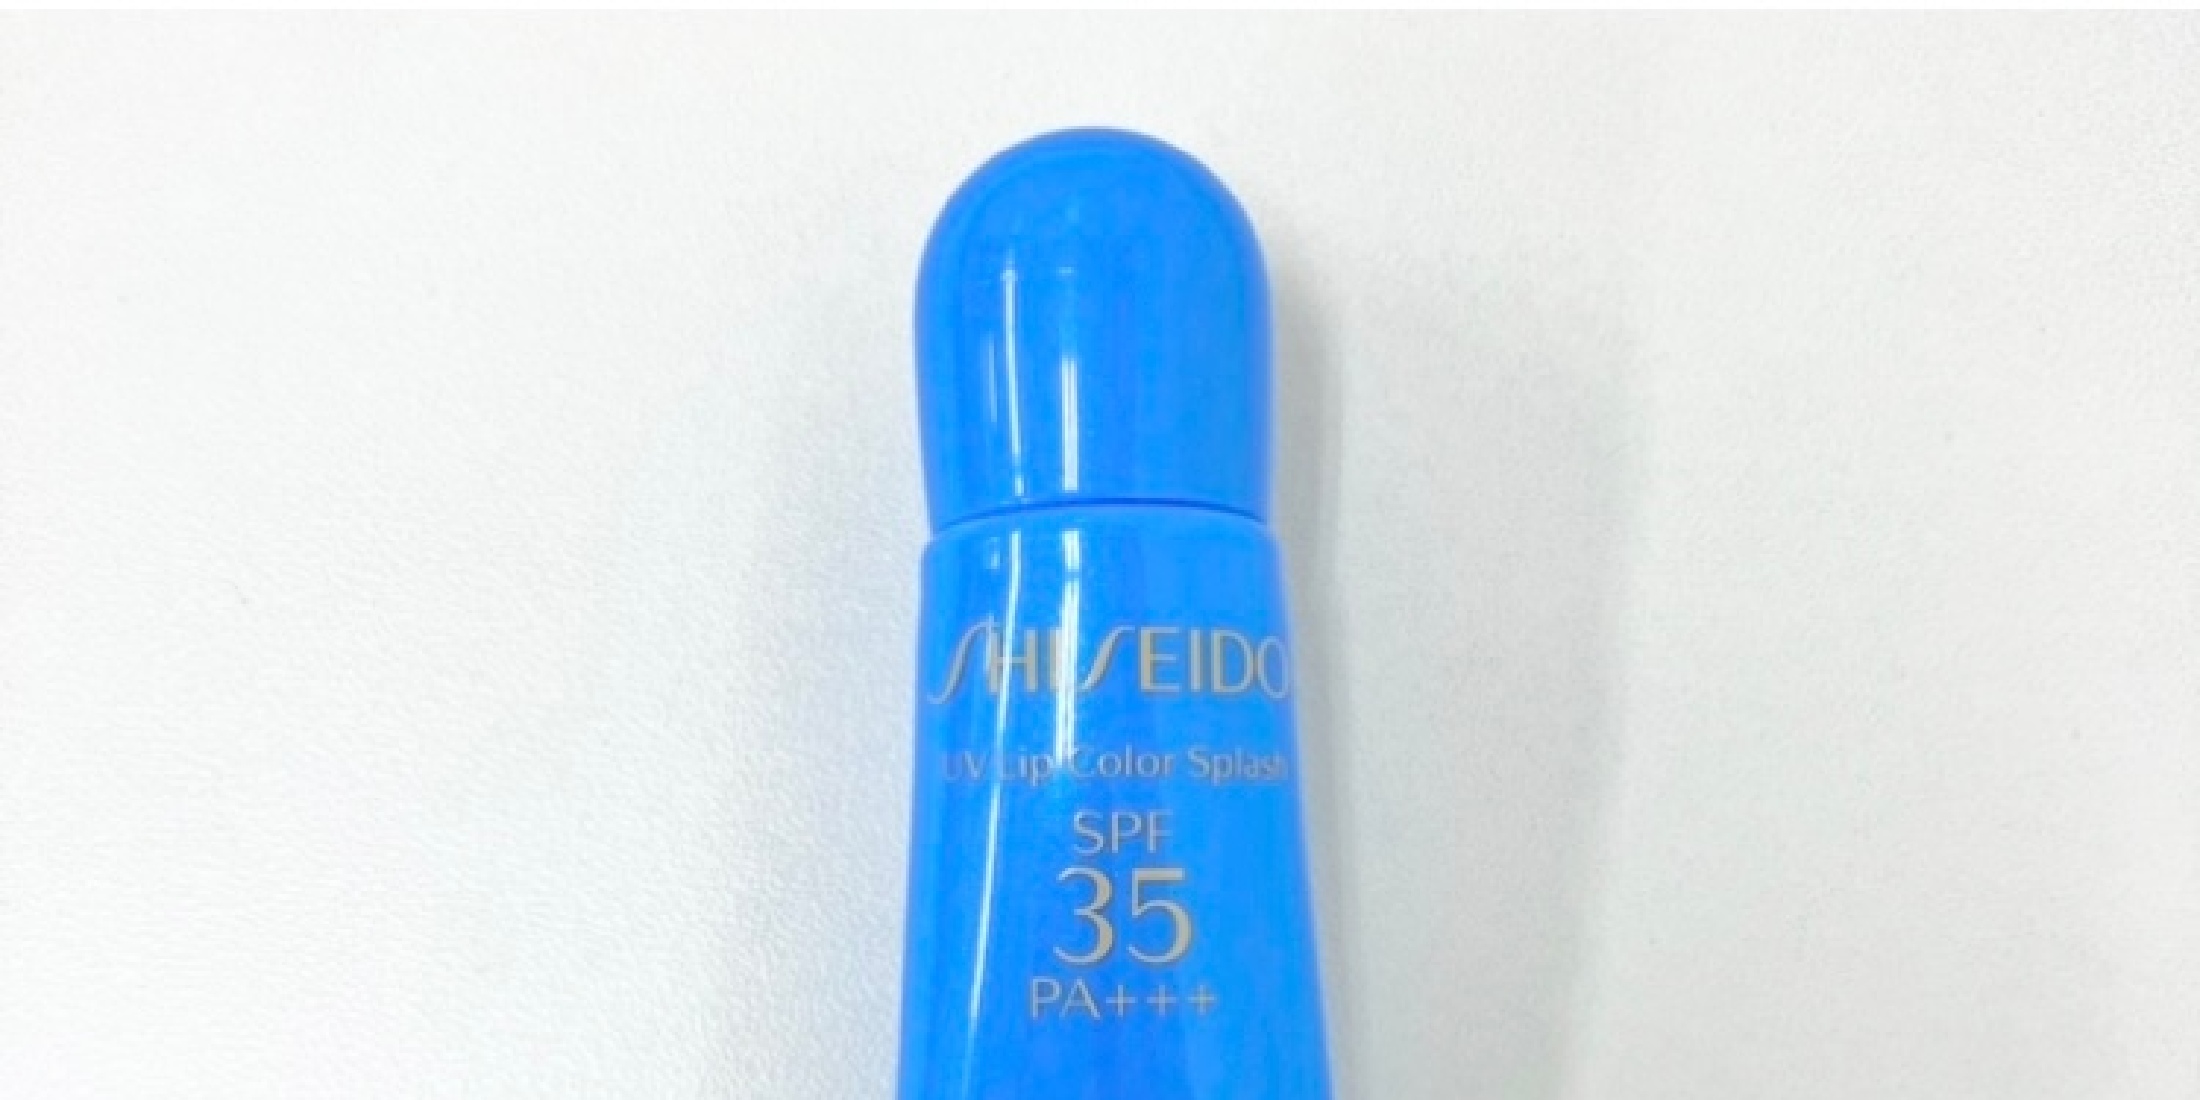 SHISEIDO
UV Lip Color Splash
SPF
35
PA+++